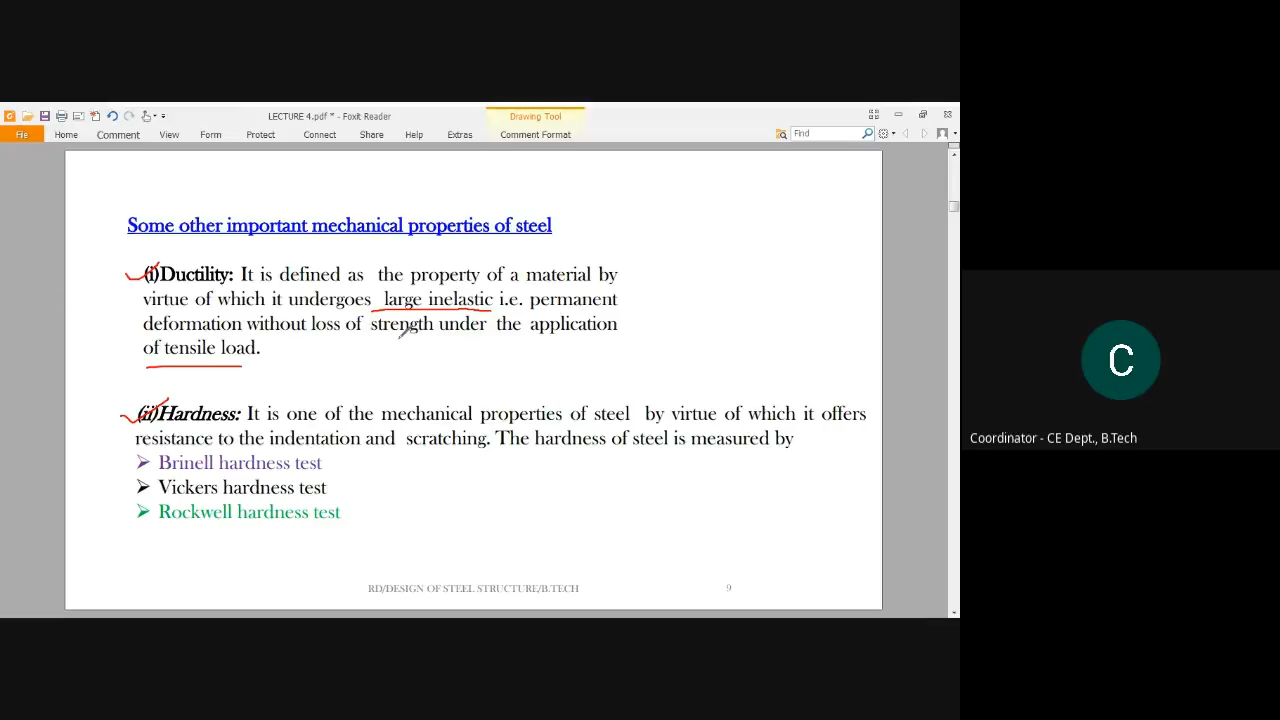 LECTURE 4.pdf * - Foxit Reader
Drawing Tool
File Home Comment View Form Protect Connect Share Help Extras Comment Format Find
Some other important mechanical properties of steel
(i)Ductility: It is defined as the property of a material by
virtue of which it undergoes large inelastic i.e. permanent
deformation without loss of strength under the application
of tensile load.
(ii)Hardness: It is one of the mechanical properties of steel by virtue of which it offers
resistance to the indentation and scratching. The hardness of steel is measured by
Brinell hardness test
Vickers hardness test
Rockwell hardness test
RD/DESIGN OF STEEL STRUCTURE/B.TECH 9
C
Coordinator - CE Dept., B.Tech